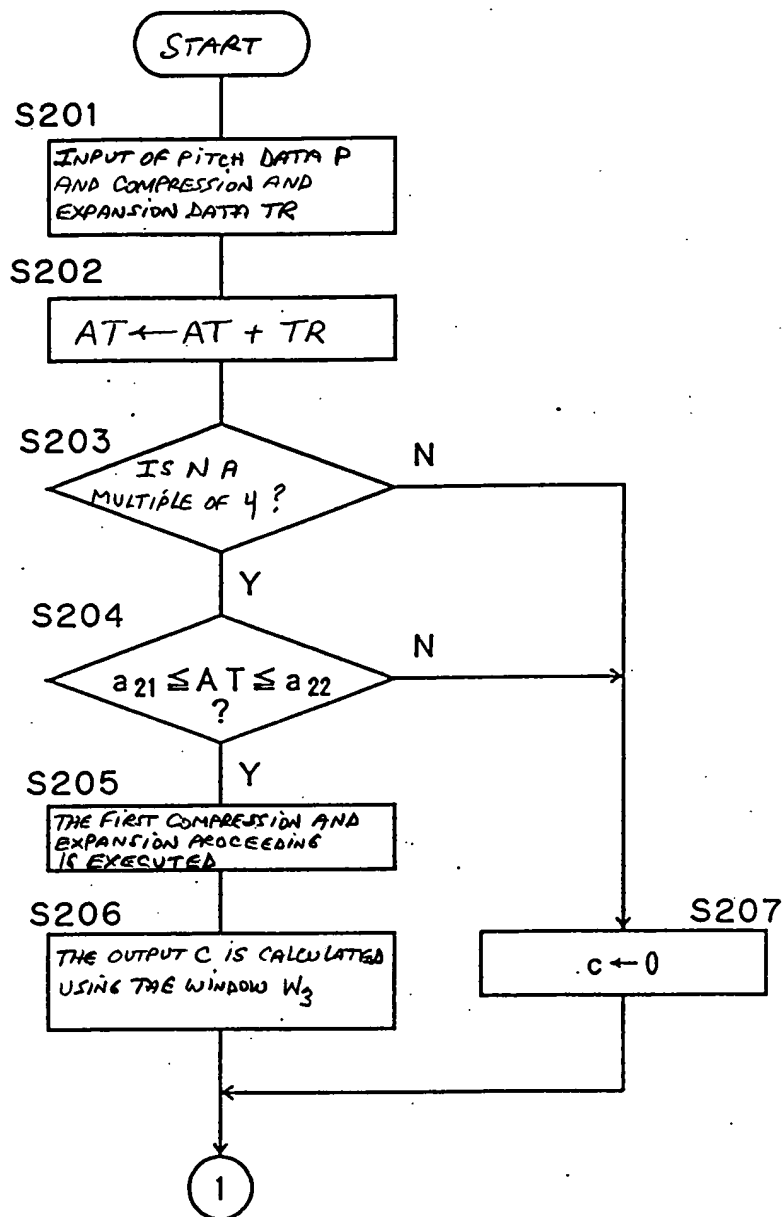 START
S201
INPUT OF PITCH DATA P
AND COMPRESSION AND
EXPANSION DATA TR
S202
AT ← AT + TR
S203
IS N A
MULTIPLE OF 4 ?
N
Y
S204
a21 ≦ AT ≦ a22
?
N
Y
S205
THE FIRST COMPRESSION AND
EXPANSION PROCEEDING
IS EXECUTED
S206
THE OUTPUT C IS CALCULATED
USING THE WINDOW W3
S207
c ← 0
1